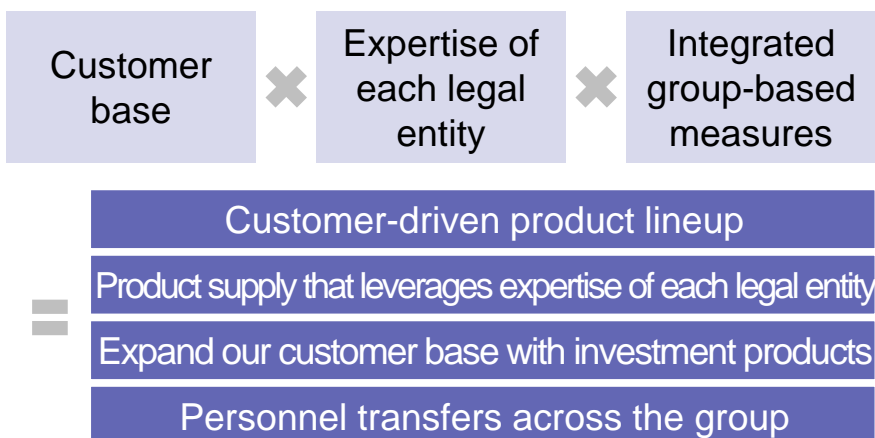 Customer
base
✖
Expertise of
each legal
entity
✖
Integrated
group-based
measures
=
Customer-driven product lineup
Product supply that leverages expertise of each legal entity
Expand our customer base with investment products
Personnel transfers across the group